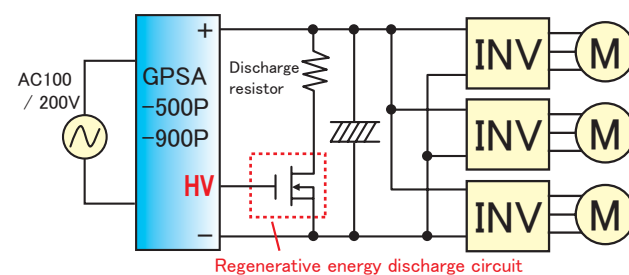 AC100
/ 200V
GPSA
-500P
-900P
HV
+
−
Discharge
resistor
INV
M
INV
M
INV
M
Regenerative energy discharge circuit